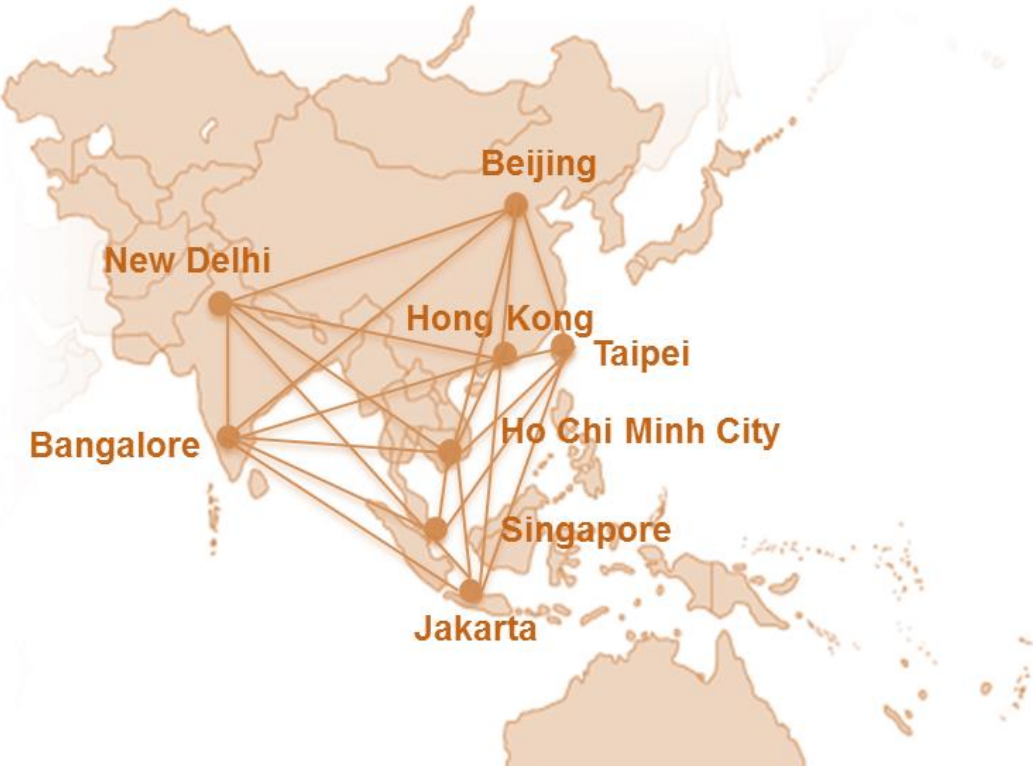 Beijing
New Delhi
Hong Kong
Taipei
Ho Chi Minh City
Bangalore
Singapore
Jakarta